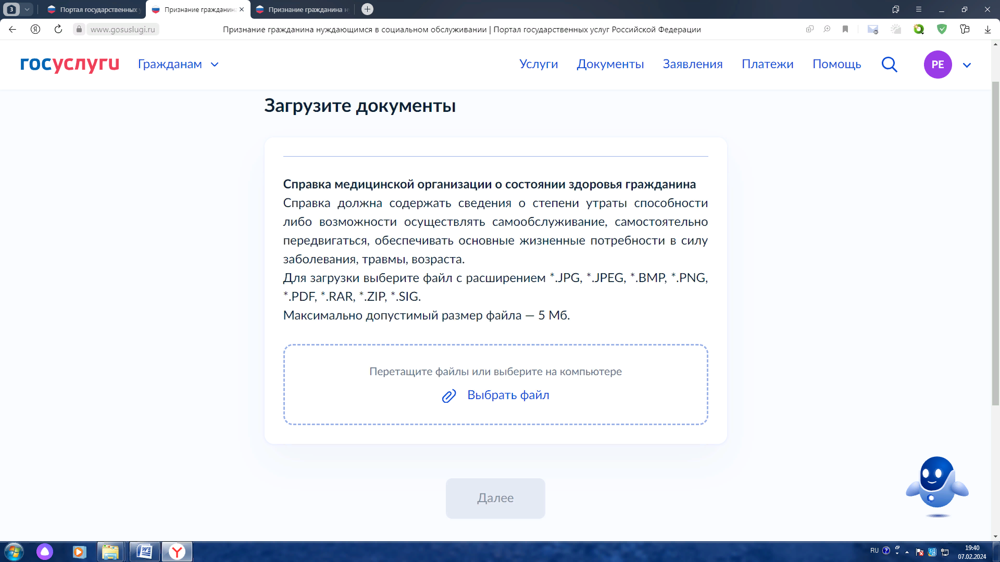 3
Портал государственных у
Признание гражданина
Признание гражданина н
www.gosuslugi.ru
Признание гражданина нуждающимся в социальном обслуживании | Портал государственных услуг Российской Федерации
госуслуги
Гражданам
Услуги
Документы
Заявления
Платежи
Помощь
РЕ
Загрузите документы
Справка медицинской организации о состоянии здоровья гражданина
Справка должна содержать сведения о степени утраты способности
либо возможности осуществлять самообслуживание, самостоятельно
передвигаться, обеспечивать основные жизненные потребности в силу
заболевания, травмы, возраста.
Для загрузки выберите файл с расширением *.JPG, *.JPEG, *.BMP, *.PNG,
*.PDF, *.RAR, *.ZIP, *.SIG.
Максимально допустимый размер файла — 5 Мб.
Перетащите файлы или выберите на компьютере
Выбрать файл
Далее
RU
19:40
07.02.2024